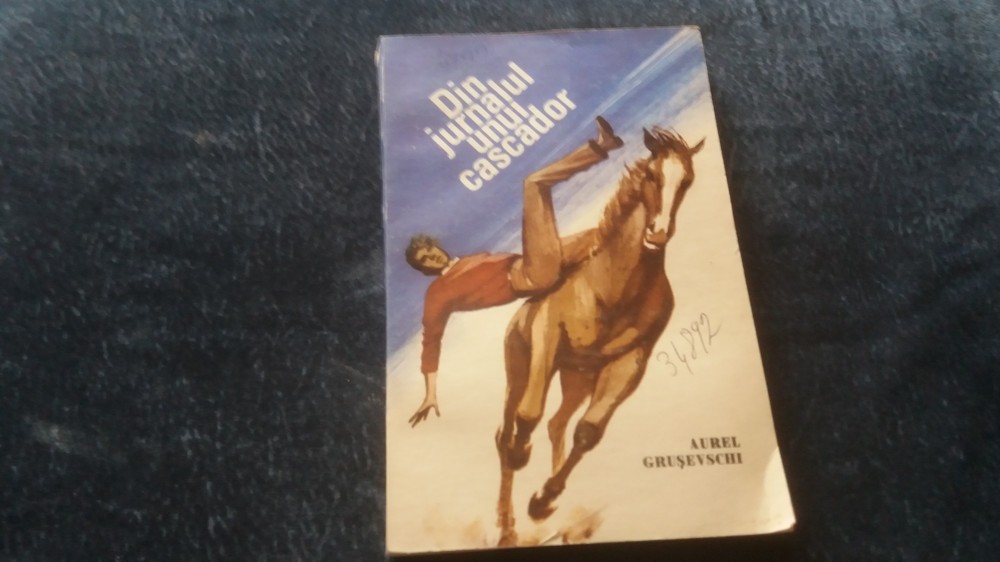 Din
jurnalul
unui
cascador
34892
AUREL
GRUŞEVSCHI